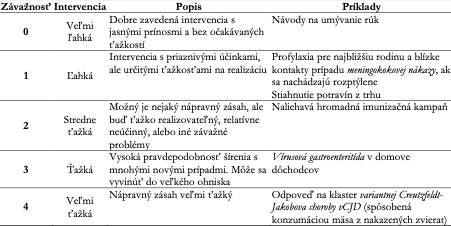 Závažnosť Intervencia Popis Príklady
0 Veľmi ľahká Dobre zavedená intervencia s jasnými prínosmi a bez očakávaných ťažkostí Návody na umývanie rúk
1 Ľahká Intervencia s priaznivými účinkami, ale určitými ťažkosťami na realizáciu Profylaxia pre najbližšiu rodinu a blízke kontakty prípadu meningokokovej nákazy, ak sa nachádzajú rozptýlene
Stiahnutie potravín z trhu
2 Stredne ťažká Možný je nejaký nápravný zásah, ale buď ťažko realizovateľný, relatívne neúčinný, alebo iné závažné problémy Naliehavá hromadná imunizačná kampaň
3 Ťažká Vysoká pravdepodobnosť šírenia s mnohými novými prípadmi. Môže sa vyvinúť do veľkého ohniska Vírusová gastroenteritída v domove dôchodcov
4 Veľmi ťažká Nápravný zásah veľmi ťažký Odpoveď na klaster variantnej Creutzfeldt-Jakobova choroby vCJD (spôsobená konzumáciou mäsa z nakazených zvierat)